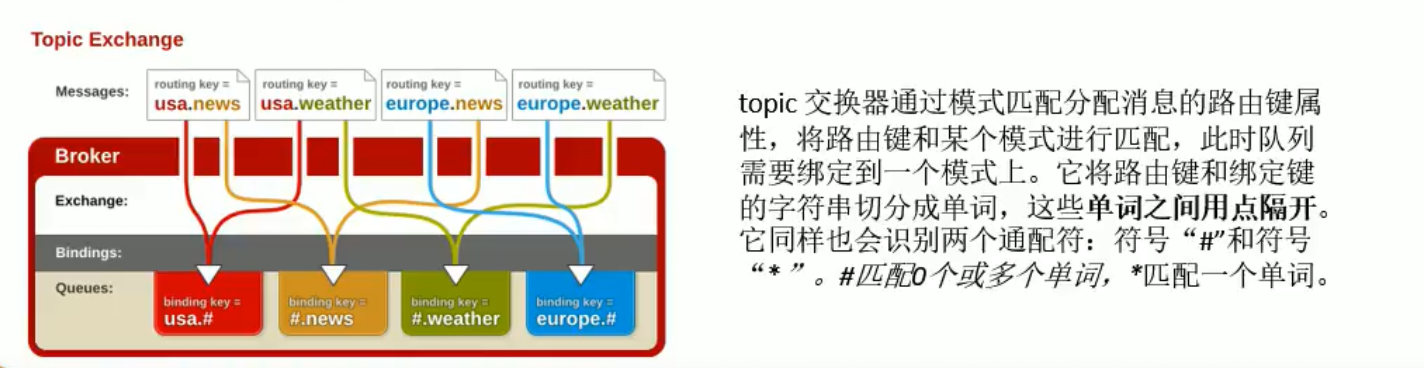 Topic Exchange
Messages:
routing key =
usa.news
routing key =
usa.weather
routing key =
europe.news
routing key =
europe.weather
Broker
Exchange:
Bindings:
Queues:
binding key =
usa.#
binding key =
#.news
binding key =
#.weather
binding key =
europe.#
topic 交换器通过模式匹配分配消息的路由键属
性，将路由键和某个模式进行匹配，此时队列
需要绑定到一个模式上。它将路由键和绑定键
的字符串切分成单词，这些单词之间用点隔开。
它同样也会识别两个通配符：符号“#”和符号
“*”。#匹配0个或多个单词，*匹配一个单词。